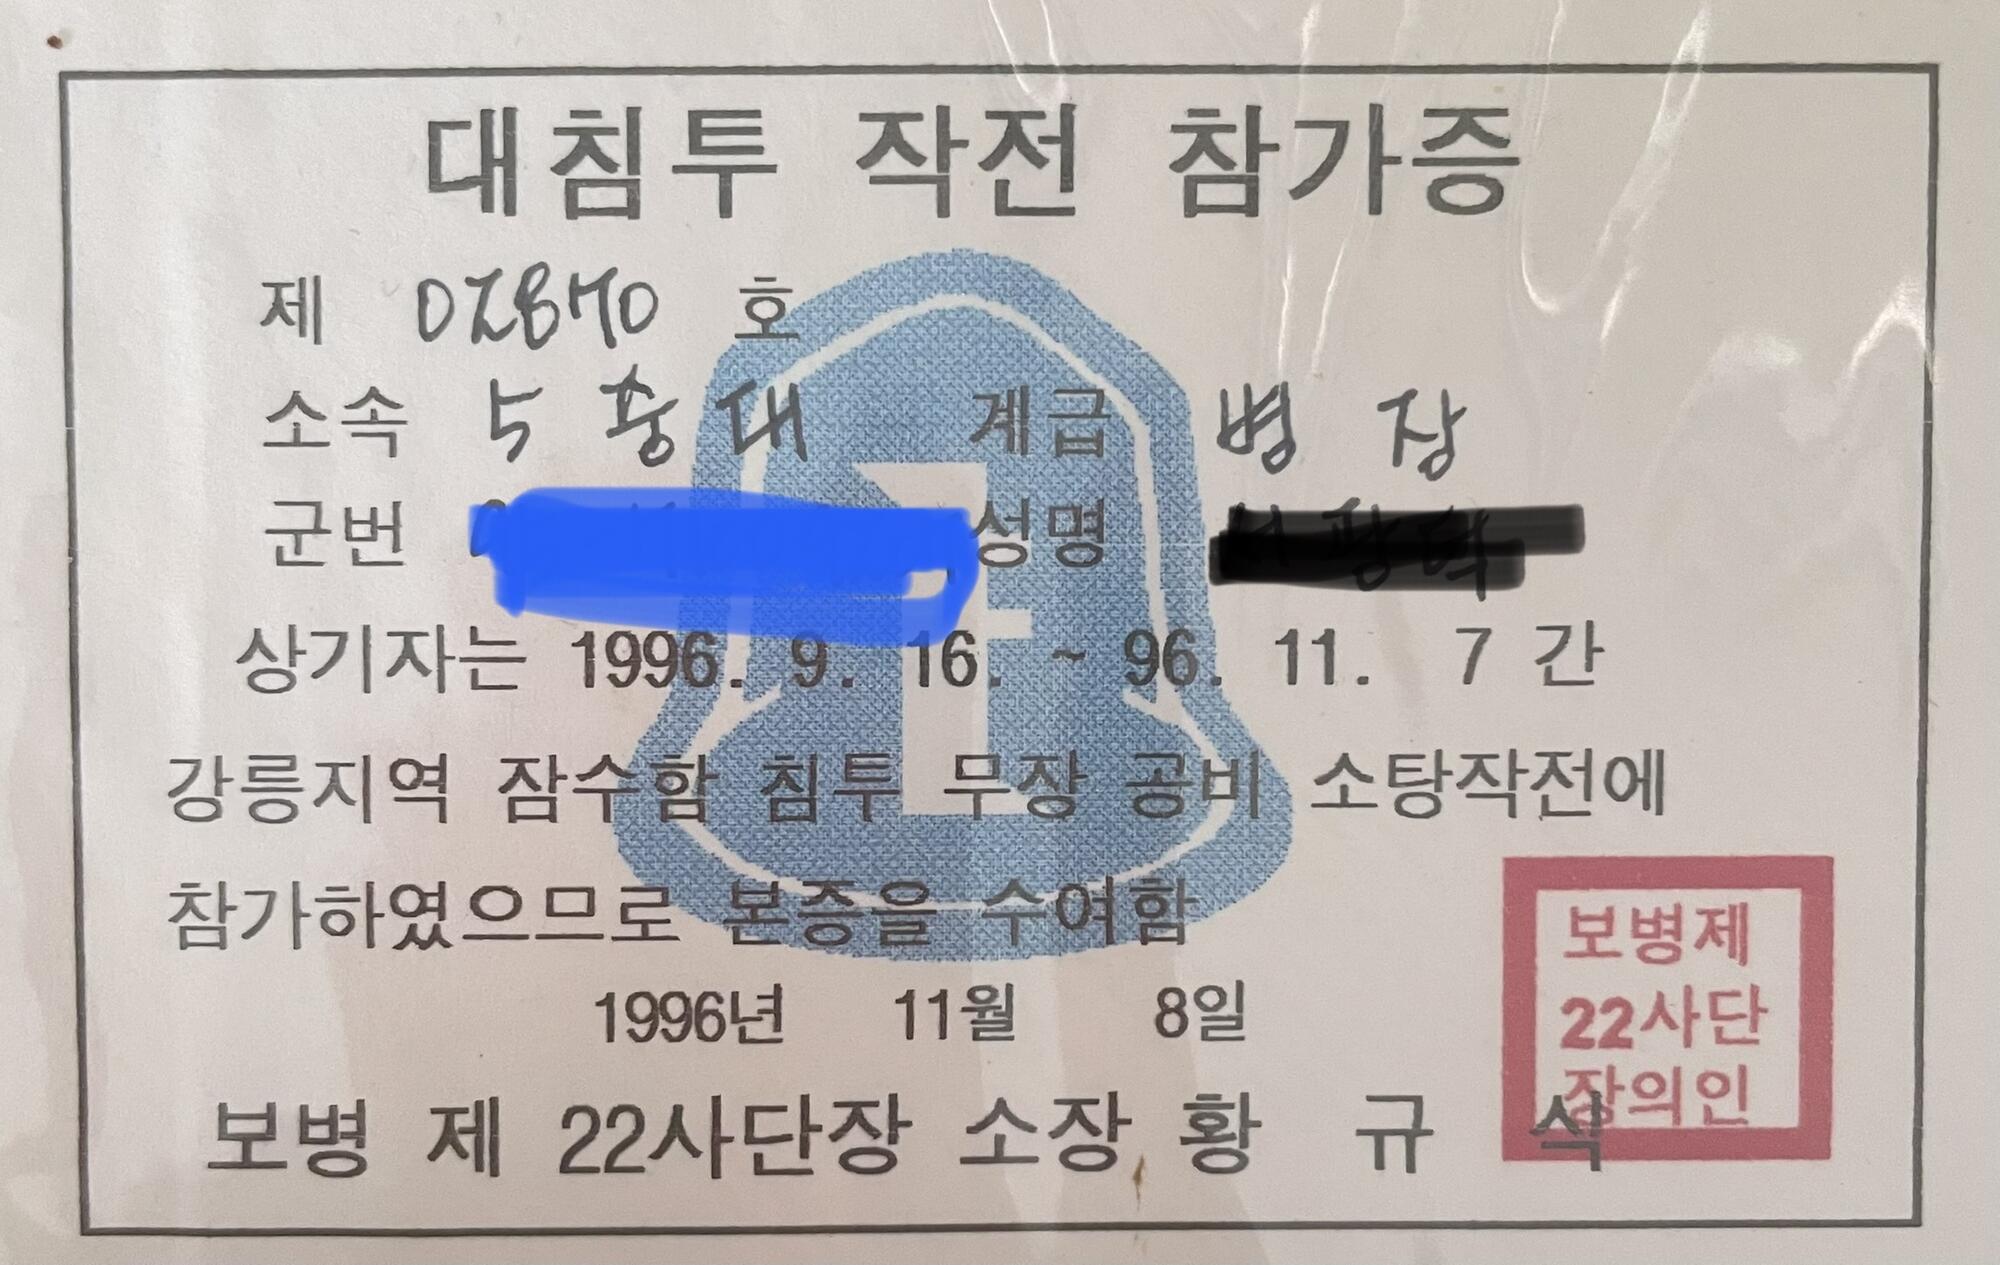 대침투 작전 참가증
제 02870 호
소속 5중대 계급 병장
군번 성명
상기자는 1996. 9. 16. ~ 96. 11. 7 간
강릉지역 잠수함 침투 무장 공비 소탕작전에
참가하였으므로 본증을 수여함
1996년 11월 8일
보병 제 22사단장 소장 황 규 식
보병제
22사단
장의인